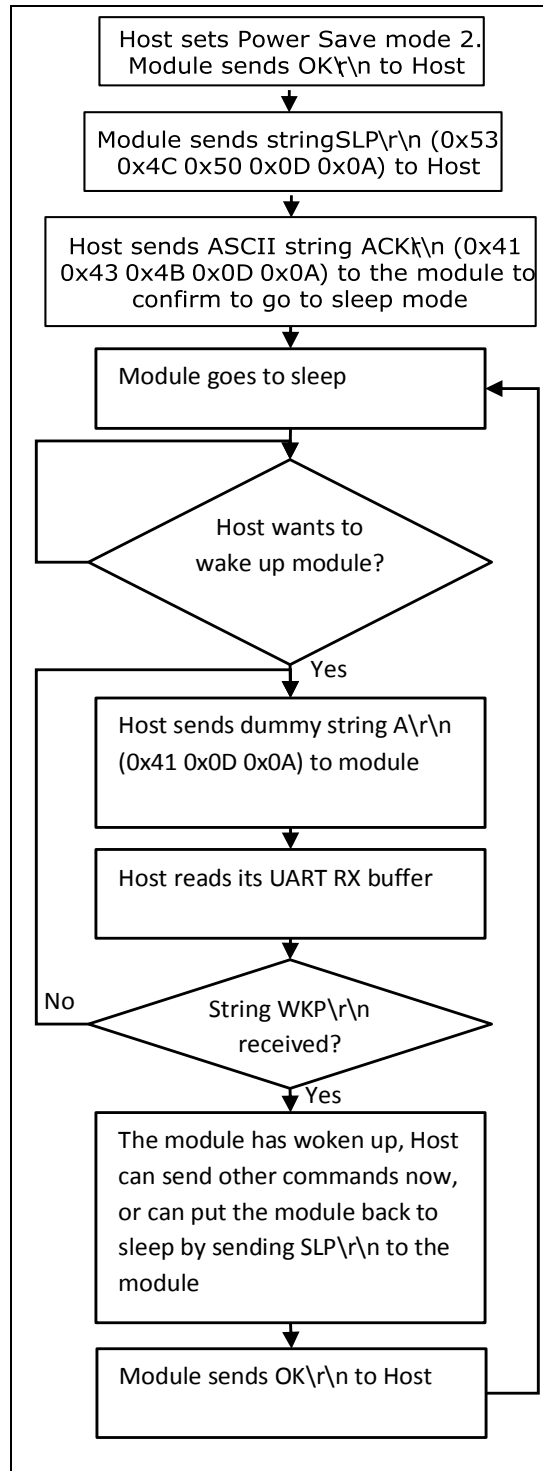 Host sets Power Save mode 2.
Module sends OK\r\n to Host
Module sends stringSLP\r\n (0x53
0x4C 0x50 0x0D 0x0A) to Host
Host sends ASCII string ACK\r\n (0x41
0x43 0x4B 0x0D 0x0A) to the module to
confirm to go to sleep mode
Module goes to sleep
Host wants to
wake up module?
Yes
Host sends dummy string A\r\n
(0x41 0x0D 0x0A) to module
Host reads its UART RX buffer
No
String WKP\r\n
received?
Yes
The module has woken up, Host
can send other commands now,
or can put the module back to
sleep by sending SLP\r\n to the
module
Module sends OK\r\n to Host